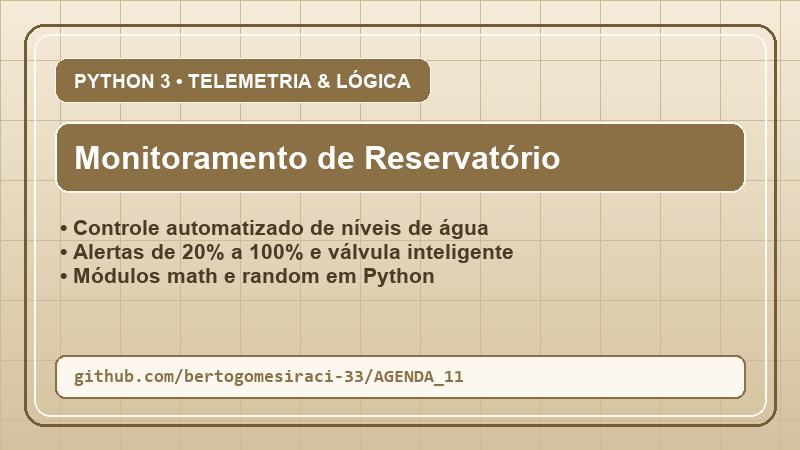 PYTHON 3 • TELEMETRIA & LÓGICA
Monitoramento de Reservatório
• Controle automatizado de níveis de água
• Alertas de 20% a 100% e válvula inteligente
• Módulos math e random em Python
github.com/bertogomesiraci-33/AGENDA_11